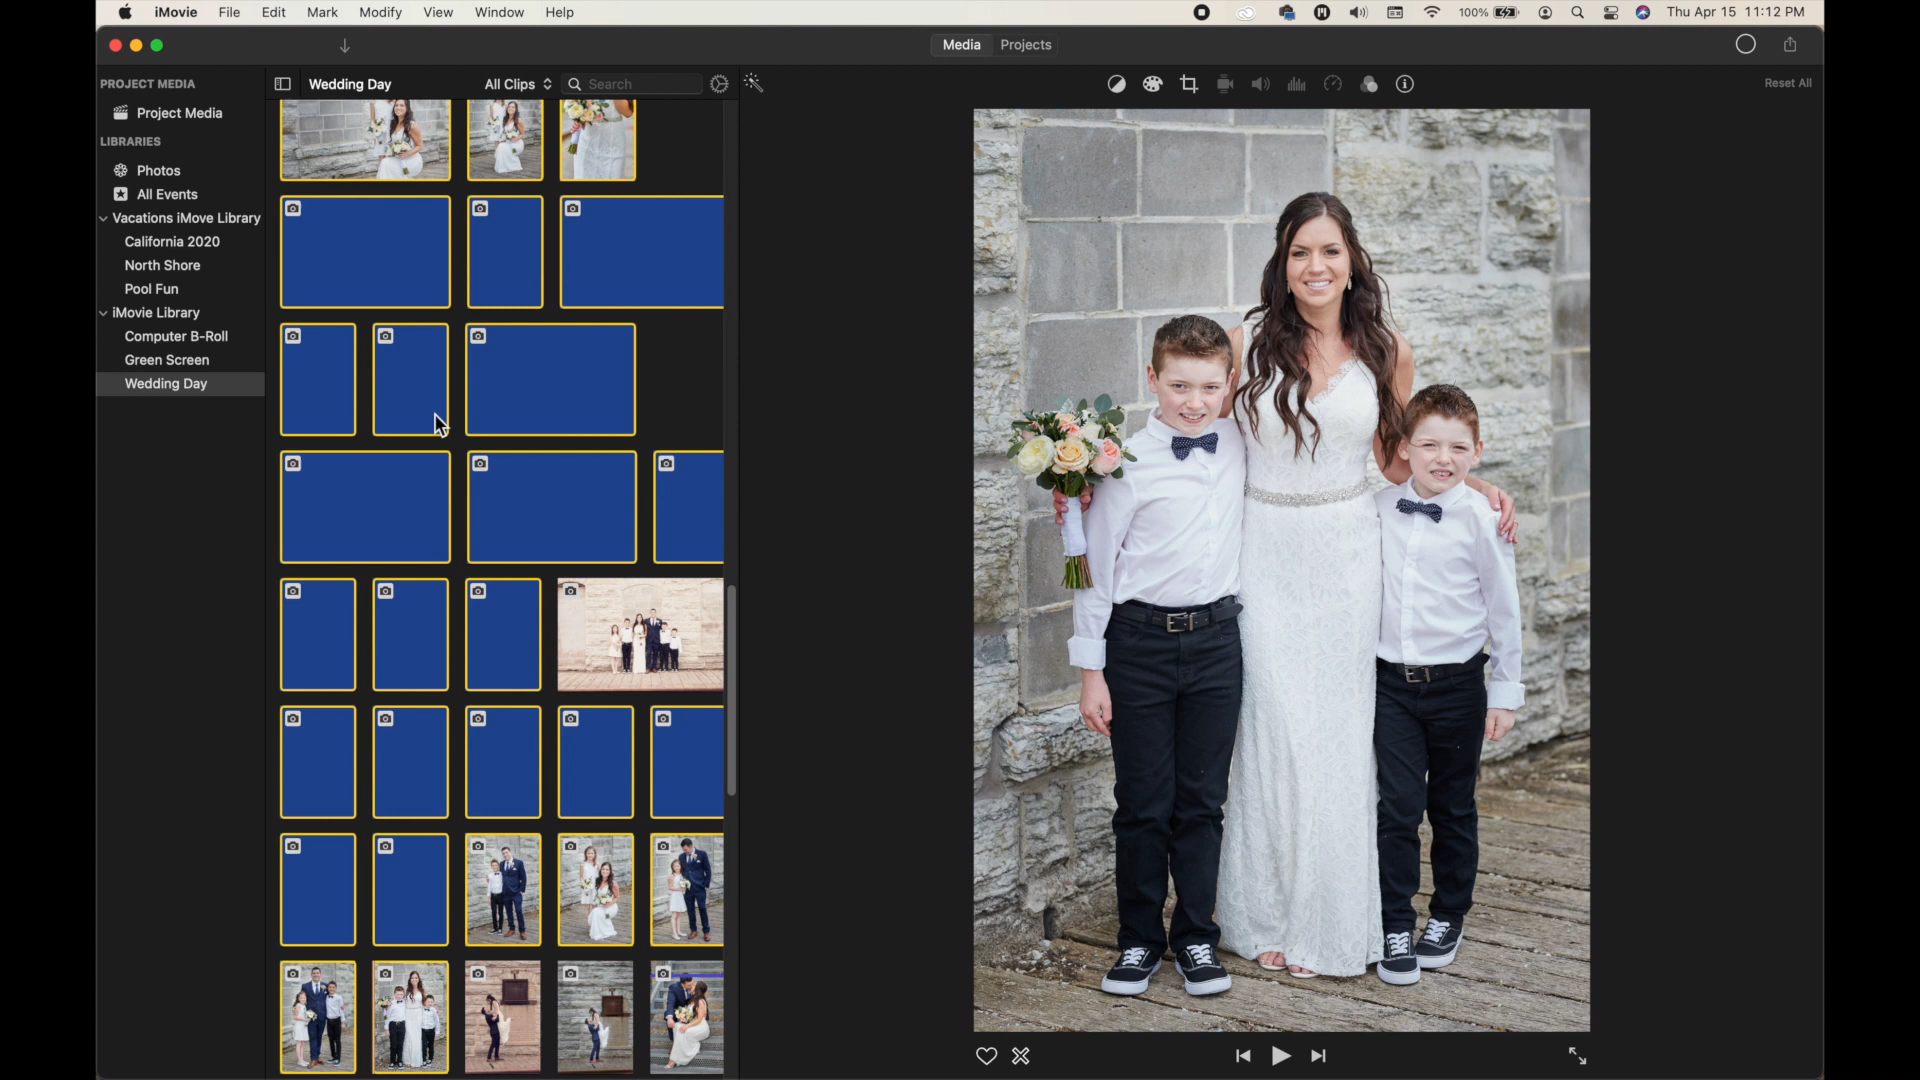 iMovie File Edit Mark Modify View Window Help
100% Thu Apr 15 11:12 PM
Media Projects
PROJECT MEDIA
Project Media
LIBRARIES
Photos
All Events
Vacations iMove Library
California 2020
North Shore
Pool Fun
iMovie Library
Computer B-Roll
Green Screen
Wedding Day
Wedding Day All Clips Search
Reset All